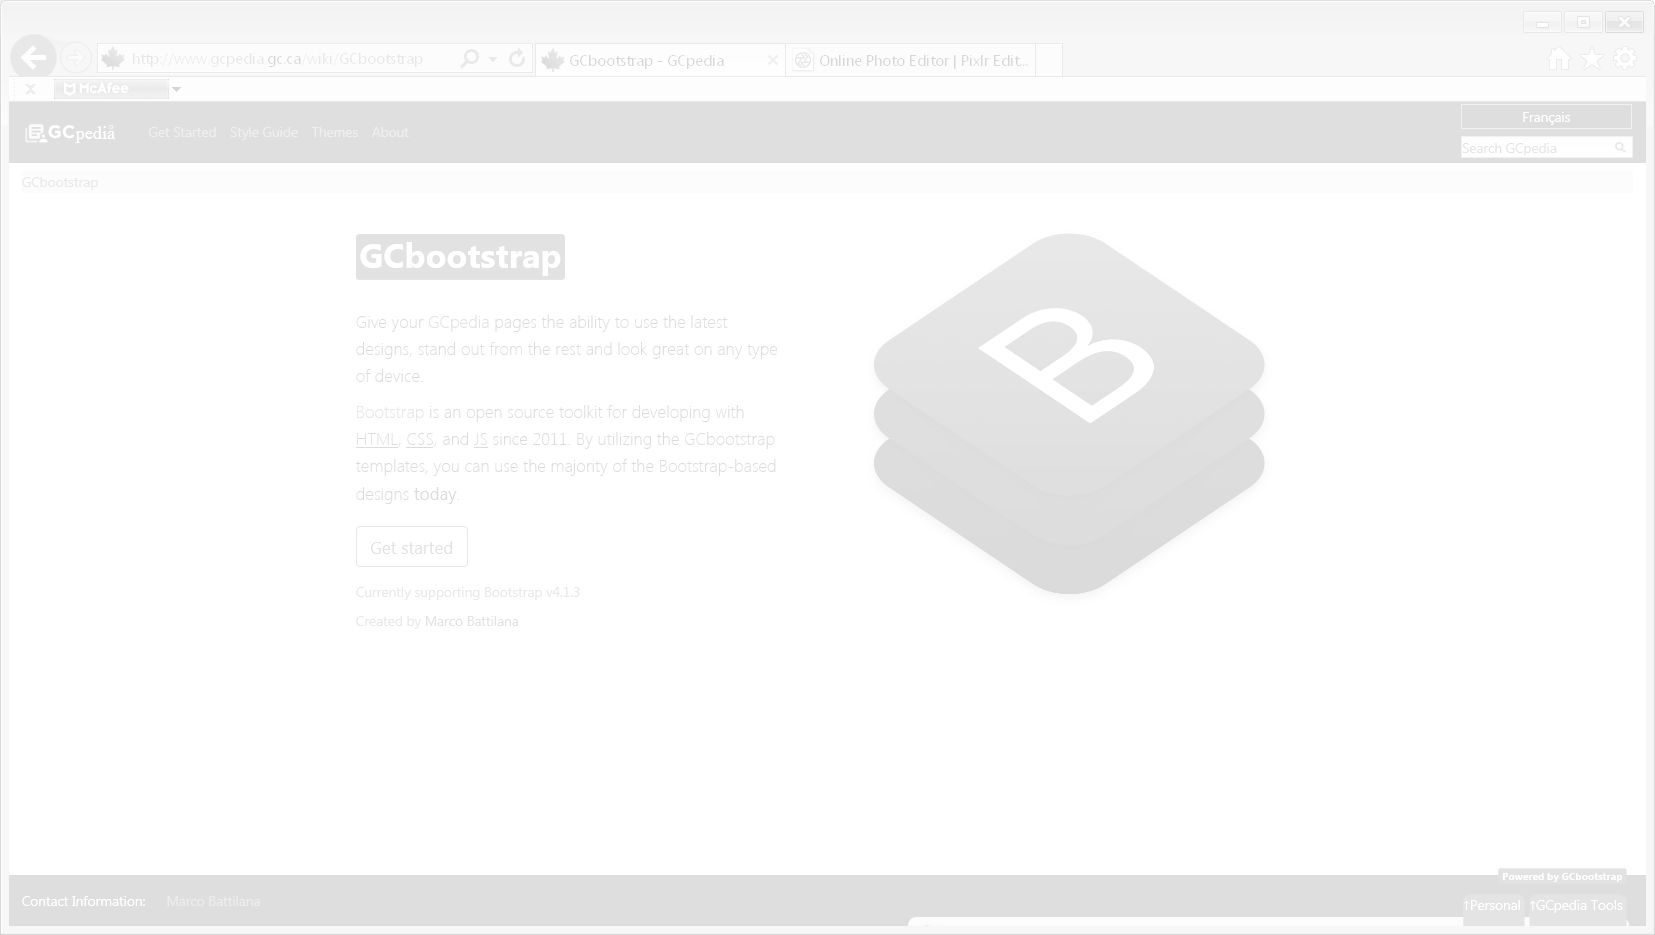 http://www.gcpedia.gc.ca/wiki/GCbootstrap
GCbootstrap - GCpedia
Online Photo Editor | Pixlr Edit...
X
McAfee
GCpedia
Get Started
Style Guide
Themes
About
Français
Search GCpedia
GCbootstrap
GCbootstrap
Give your GCpedia pages the ability to use the latest
designs, stand out from the rest and look great on any type
of device.
Bootstrap is an open source toolkit for developing with
HTML, CSS, and JS since 2011. By utilizing the GCbootstrap
templates, you can use the majority of the Bootstrap-based
designs today.
Get started
Currently supporting Bootstrap v4.1.3
Created by Marco Battilana
B
Powered by GCbootstrap
Contact Information: Marco Battilana
↑Personal
↑GCpedia Tools